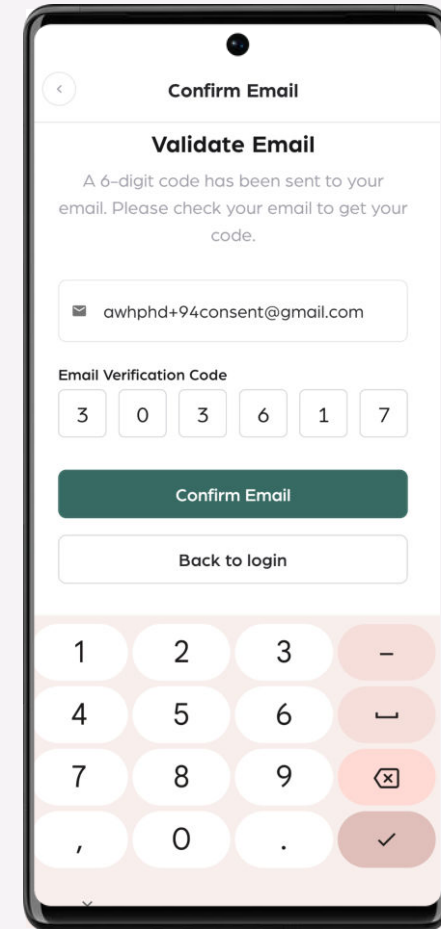 Confirm Email
Validate Email
A 6-digit code has been sent to your
email. Please check your email to get your
code.
awhphd+94consent@gmail.com
Email Verification Code
3 0 3 6 1 7
Confirm Email
Back to login
1 2 3 –
4 5 6
7 8 9
, 0 .